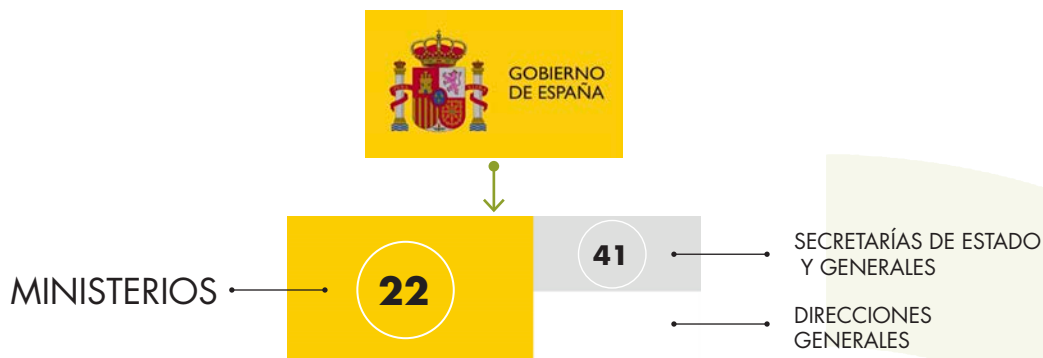 GOBIERNO
DE ESPAÑA
MINISTERIOS
22
41
SECRETARÍAS DE ESTADO
Y GENERALES
DIRECCIONES
GENERALES